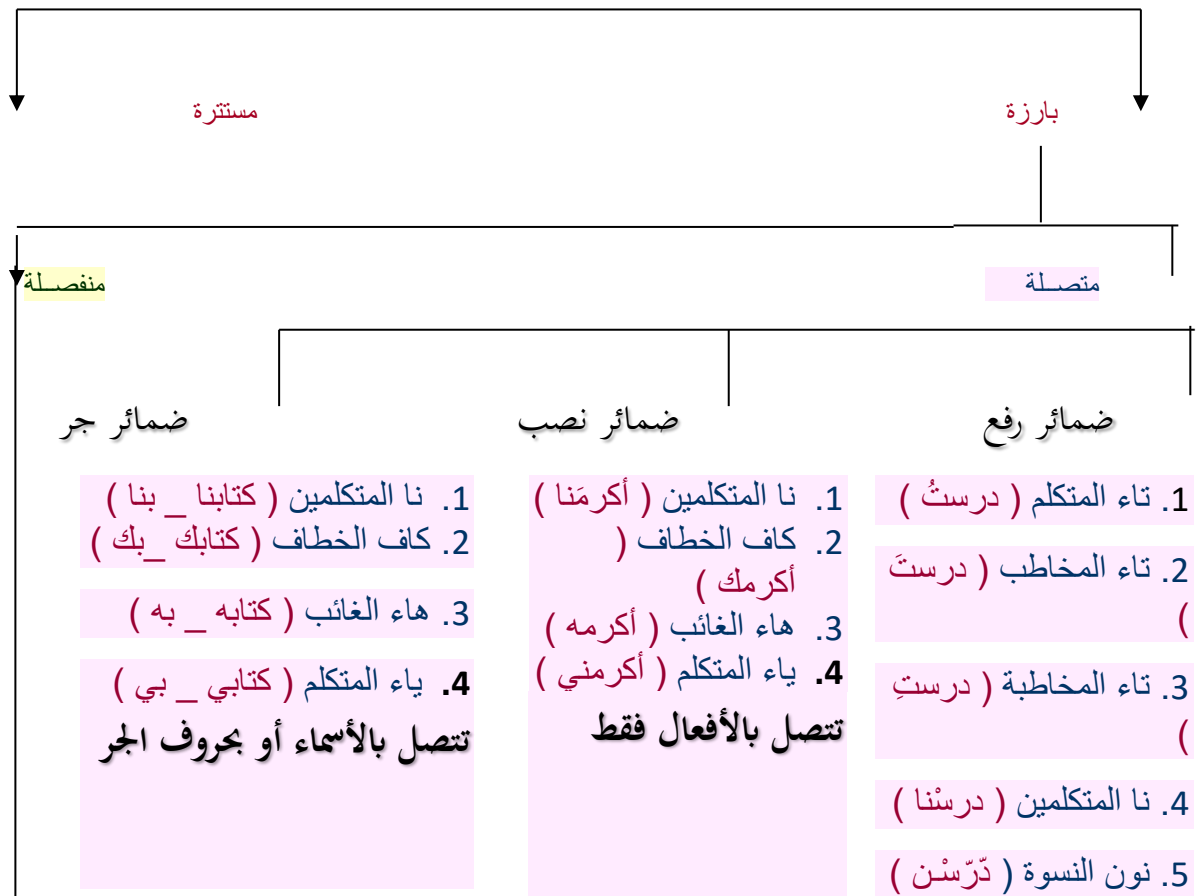 بارزة
مستترة
متصــلة
منفصــلة
ضمائر رفع
1. تاء المتكلم ( درستُ )
2. تاء المخاطب ( درستَ
)
3. تاء المخاطبة ( درستِ
)
4. نا المتكلمين ( درسْنا )
5. نون النسوة ( دّرّسْـن )
ضمائر نصب
1. نا المتكلمين ( أكرمَنا )
2. كاف الخطاف (
أكرمك )
3. هاء الغائب ( أكرمه )
4. ياء المتكلم ( أكرمني )
تتصل بالأفعال فقط
ضمائر جر
1. نا المتكلمين ( كتابنا _ بنا )
2. كاف الخطاف ( كتابك _بك )
3. هاء الغائب ( كتابه _ به )
4. ياء المتكلم ( كتابي _ بي )
تتصل بالأسماء أو بحروف الجر